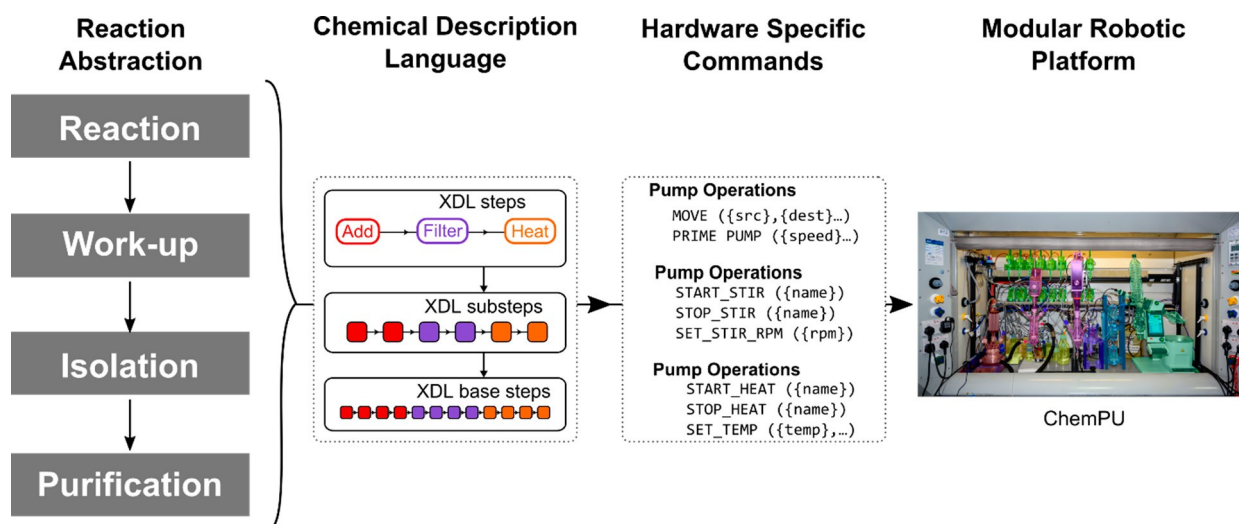 Reaction
Abstraction
Reaction
Work-up
Isolation
Purification
Chemical Description
Language
XDL steps
Add Filter Heat
XDL substeps
XDL base steps
Hardware Specific
Commands
Pump Operations
MOVE ({src},{dest}…)
PRIME PUMP ({speed}…)
Pump Operations
START_STIR ({name})
STOP_STIR ({name})
SET_STIR_RPM ({rpm})
Pump Operations
START_HEAT ({name})
STOP_HEAT ({name})
SET_TEMP ({temp},…)
Modular Robotic
Platform
ChemPU